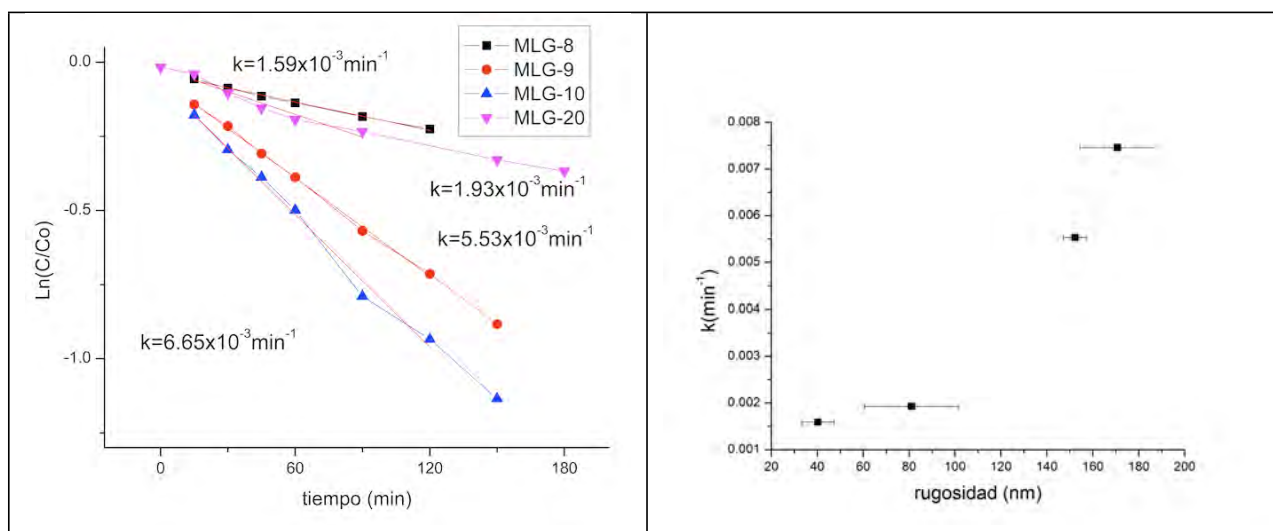 0.0
-0.5
-1.0
Ln(C/Co)
k=1.59x10⁻³min⁻¹
MLG-8
MLG-9
MLG-10
MLG-20
k=1.93x10⁻³min⁻¹
k=5.53x10⁻³min⁻¹
k=6.65x10⁻³min⁻¹
0 60 120 180
tiempo (min)
0.008
0.007
0.006
0.005
0.004
0.003
0.002
0.001
k(min⁻¹)
20 40 60 80 100 120 140 160 180 200
rugosidad (nm)